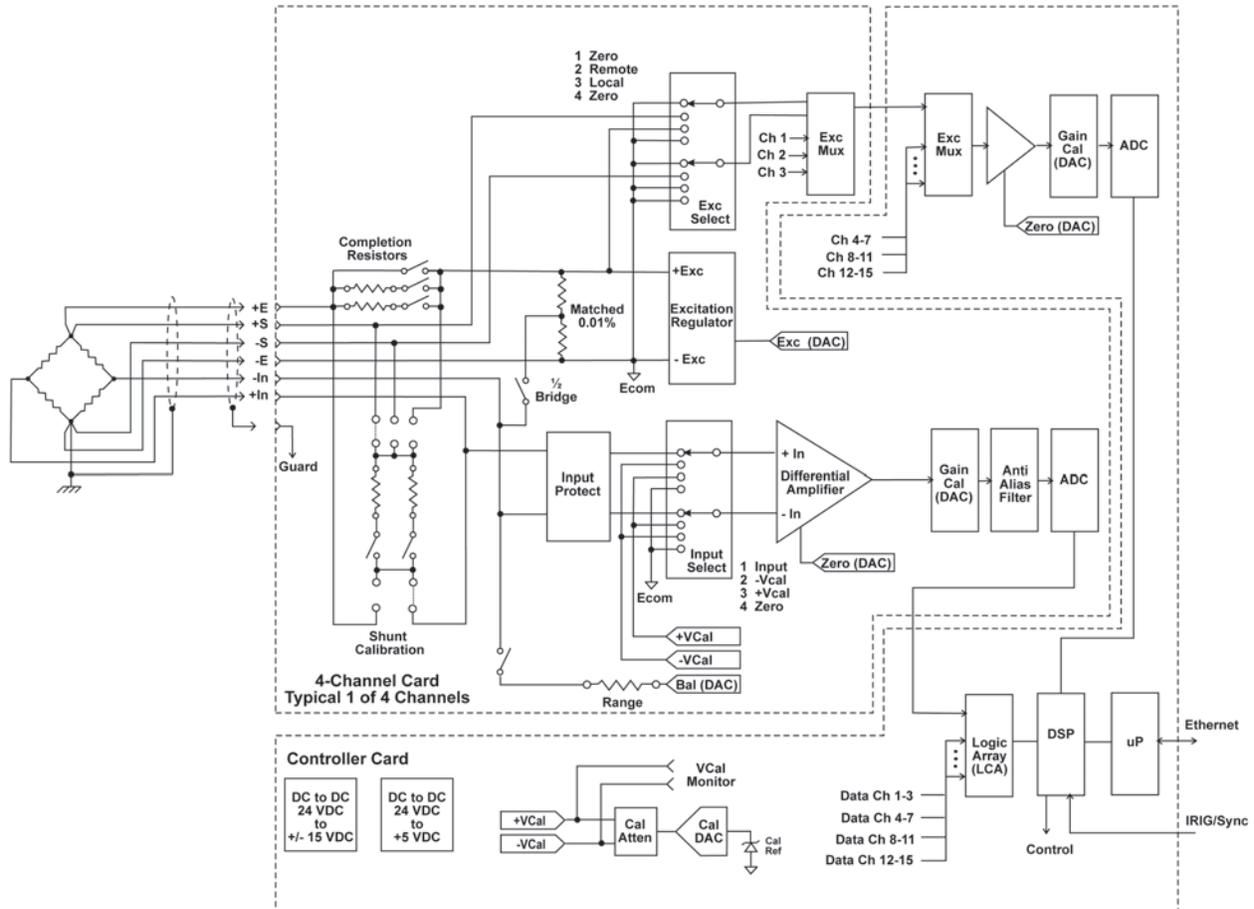 1 Zero
2 Remote
3 Local
4 Zero
Exc
Select
Ch 1
Ch 2
Ch 3
Exc
Mux
Exc
Mux
Gain
Cal
(DAC)
ADC
Zero (DAC)
Ch 4-7
Ch 8-11
Ch 12-15
Completion
Resistors
+E
+S
-S
-E
-In
+In
Guard
Matched
0.01%
½
Bridge
+Exc
Excitation
Regulator
- Exc
Ecom
Exc (DAC)
Input
Protect
Input
Select
Ecom
1 Input
2 -Vcal
3 +Vcal
4 Zero
+ In
Differential
Amplifier
- In
Zero (DAC)
Gain
Cal
(DAC)
Anti
Alias
Filter
ADC
Shunt
Calibration
+VCal
-VCal
Bal (DAC)
Range
4-Channel Card
Typical 1 of 4 Channels
Controller Card
DC to DC
24 VDC
to
+/- 15 VDC
DC to DC
24 VDC
to
+5 VDC
VCal
Monitor
+VCal
-VCal
Cal
Atten
Cal
DAC
Cal
Ref
Logic
Array
(LCA)
DSP
uP
Ethernet
IRIG/Sync
Control
Data Ch 1-3
Data Ch 4-7
Data Ch 8-11
Data Ch 12-15